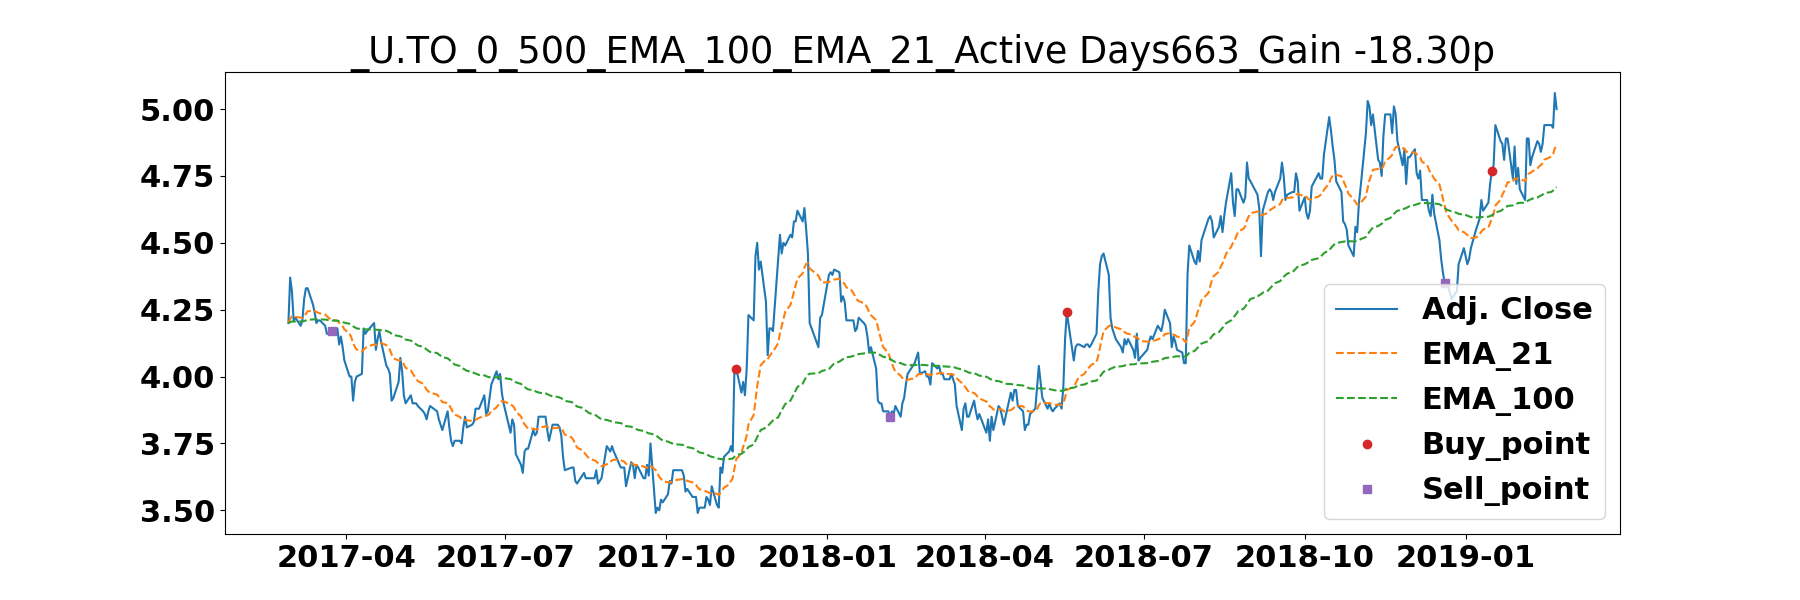 _U.TO_0_500_EMA_100_EMA_21_Active Days663_Gain -18.30p
5.00
4.75
4.50
4.25
4.00
3.75
3.50
Adj. Close
EMA_21
EMA_100
Buy_point
Sell_point
2017-04 2017-07 2017-10 2018-01 2018-04 2018-07 2018-10 2019-01